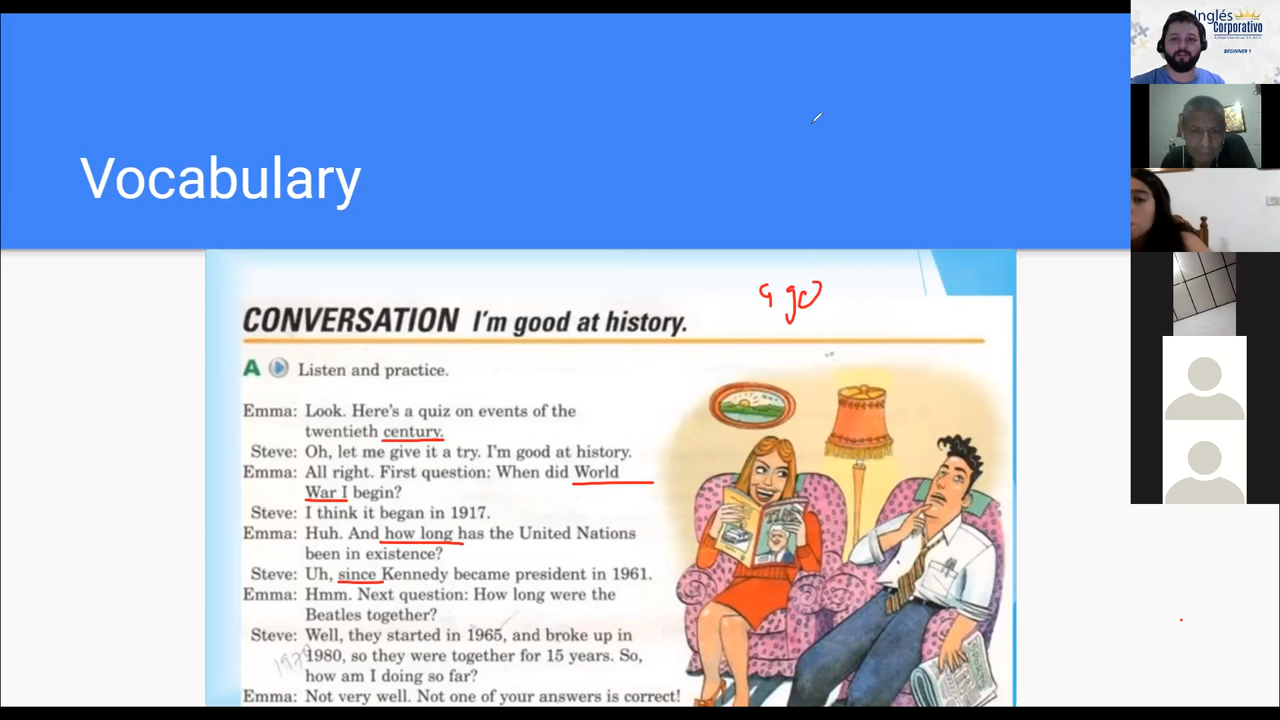 Inglés
Corporativo
BEGINNER 1
Vocabulary
ago
CONVERSATION I'm good at history.
A Listen and practice.
Emma: Look. Here's a quiz on events of the
twentieth century.
Steve: Oh, let me give it a try. I'm good at history.
Emma: All right. First question: When did World
War I begin?
Steve: I think it began in 1917.
Emma: Huh. And how long has the United Nations
been in existence?
Steve: Uh, since Kennedy became president in 1961.
Emma: Hmm. Next question: How long were the
Beatles together?
Steve: Well, they started in 1965, and broke up in
1980, so they were together for 15 years. So,
how am I doing so far?
Emma: Not very well. Not one of your answers is correct!